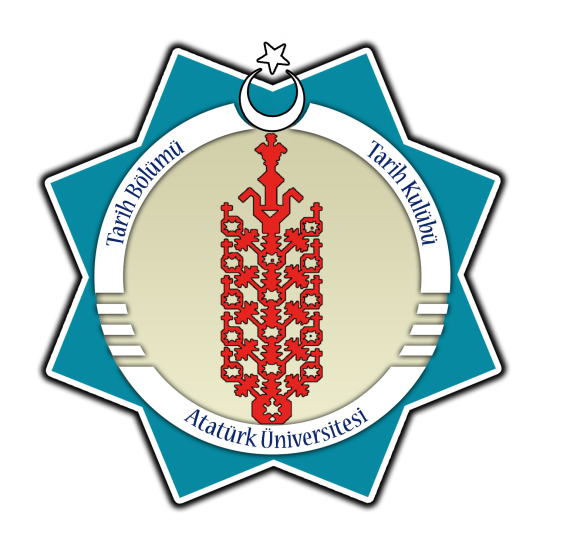 Tarih Bölümü
Tarih Kulübü
Atatürk Üniversitesi